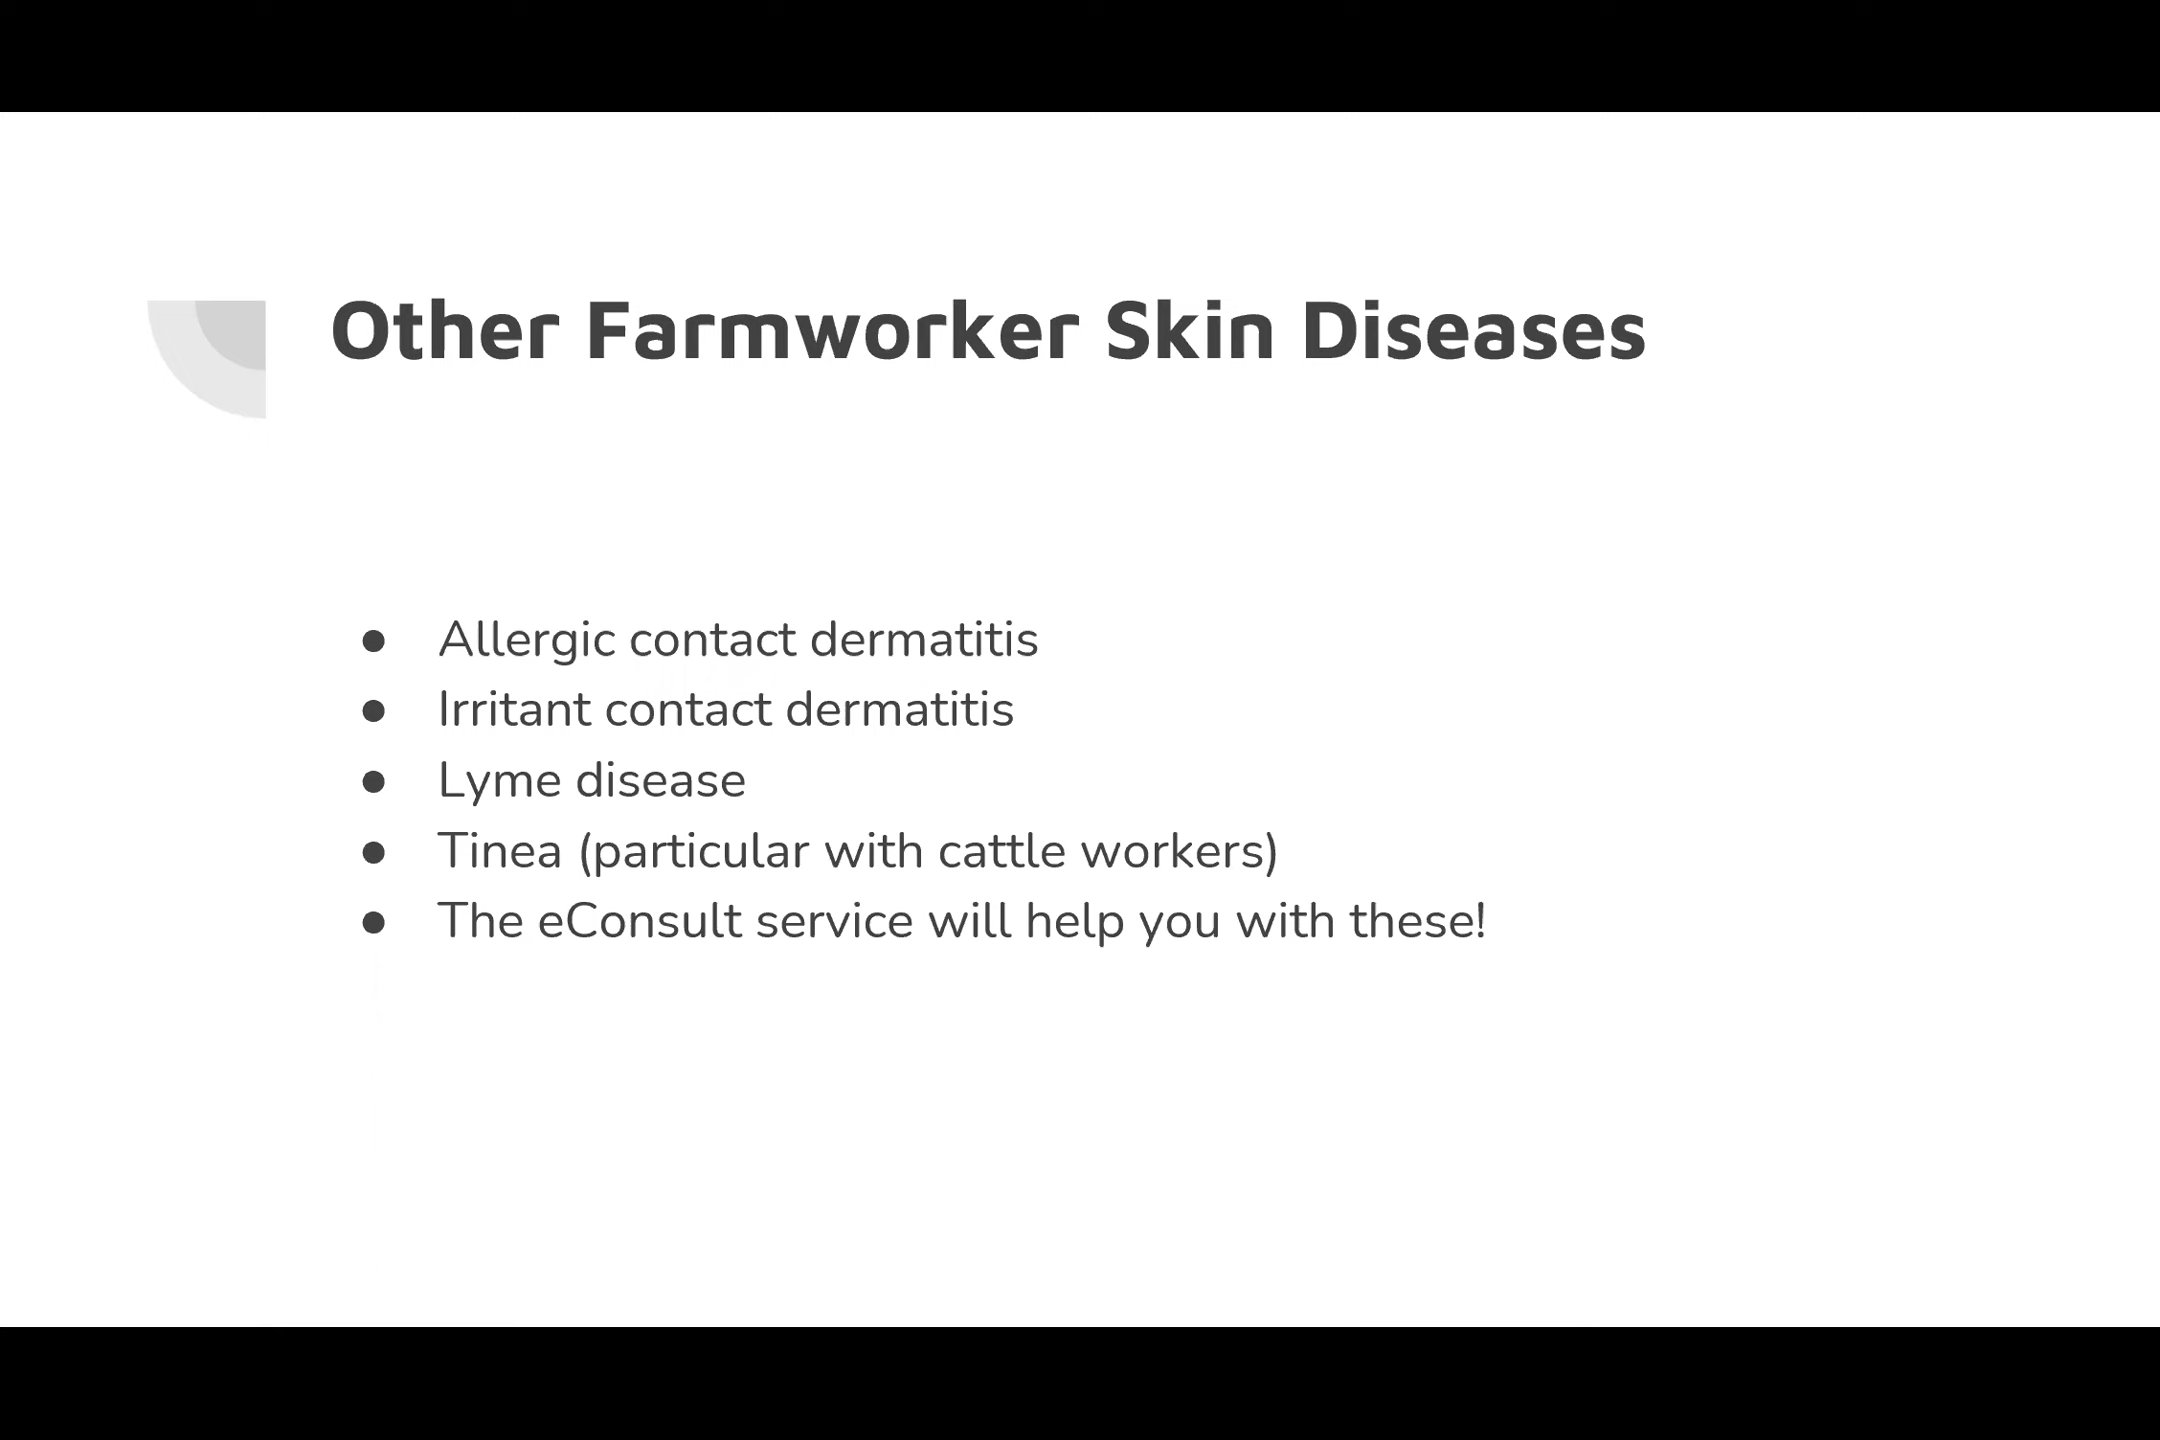 Other Farmworker Skin Diseases
● Allergic contact dermatitis
● Irritant contact dermatitis
● Lyme disease
● Tinea (particular with cattle workers)
● The eConsult service will help you with these!